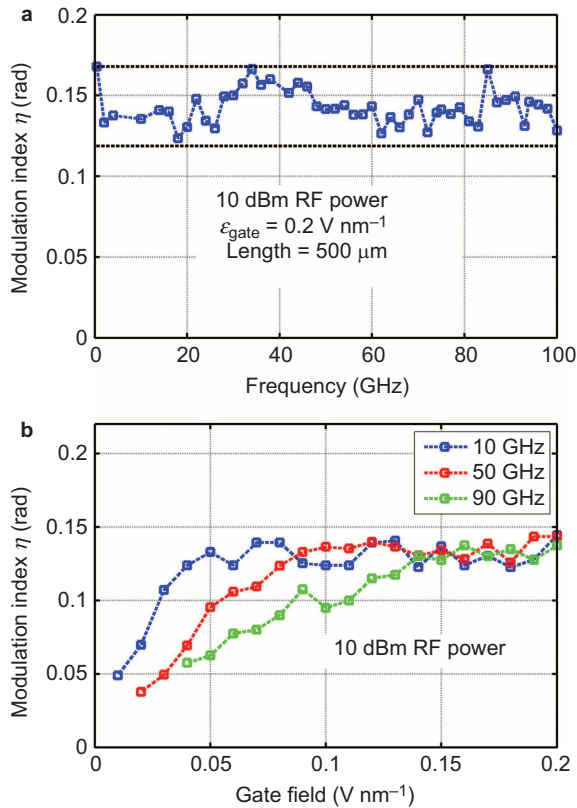 a
0.2
0.15
0.1
0.05
0
Modulation index η (rad)
10 dBm RF power
εgate = 0.2 V nm⁻¹
Length = 500 μm
0
20
40
60
80
100
Frequency (GHz)
b
0.2
0.15
0.1
0.05
0
Modulation index η (rad)
10 GHz
50 GHz
90 GHz
10 dBm RF power
0
0.05
0.1
0.15
0.2
Gate field (V nm⁻¹)